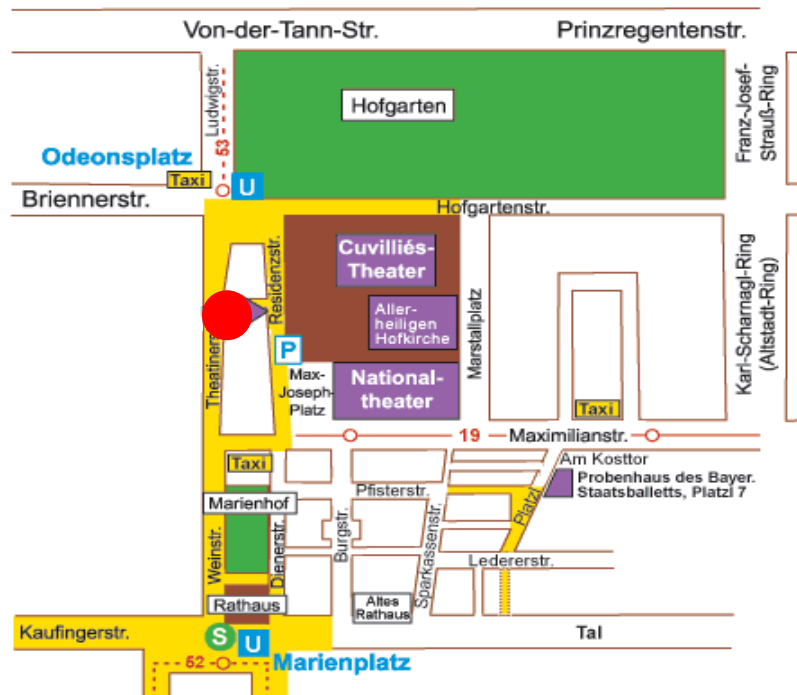 Von-der-Tann-Str.
Prinzregentenstr.
Ludwigstr.
53
Hofgarten
Franz-Josef-
Strauß-Ring
Odeonsplatz
Taxi
U
Briennerstr.
Hofgartenstr.
Residenzstr.
Cuvilliés-
Theater
Aller-
heiligen
Hofkirche
Marstallplatz
Karl-Scharnagl-Ring
(Altstadt-Ring)
P
Max-
Joseph-
Platz
National-
theater
Taxi
19
Maximilianstr.
Taxi
Am Kosttor
Probenhaus des Bayer.
Staatsballetts, Platzl 7
Pfisterstr.
Platzl
Marienhof
Weinstr.
Dienerstr.
Burgstr.
Sparkassenstr.
Ledererstr.
Rathaus
Altes
Rathaus
Kaufingerstr.
S
U
Tal
52
Marienplatz